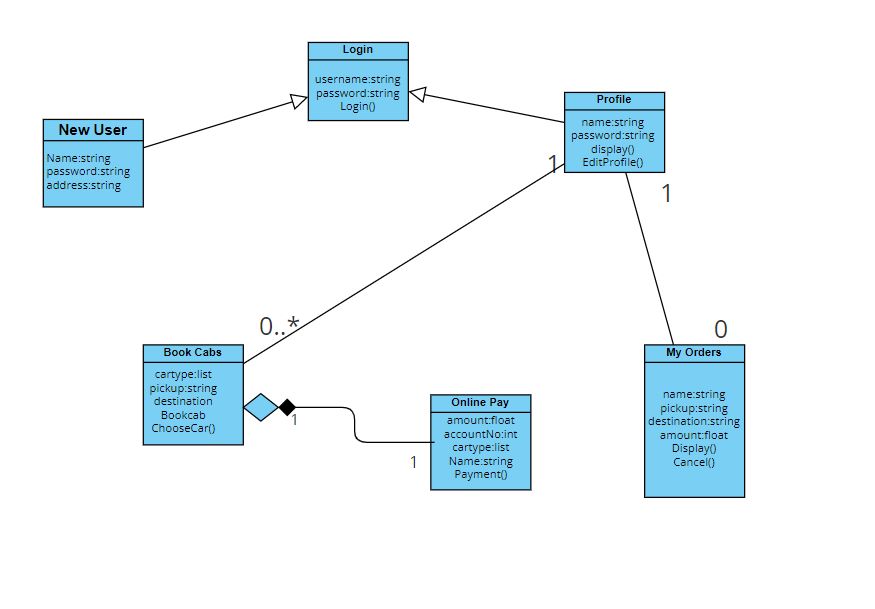 Login
username:string
password:string
Login()
Profile
name:string
password:string
display()
EditProfile()
New User
Name:string
password:string
address:string
1
1
0..*
0
Book Cabs
cartype:list
pickup:string
destination
Bookcab
ChooseCar()
My Orders
name:string
pickup:string
destination:string
amount:float
Display()
Cancel()
Online Pay
amount:float
accountNo:int
cartype:list
Name:string
Payment()
1
1